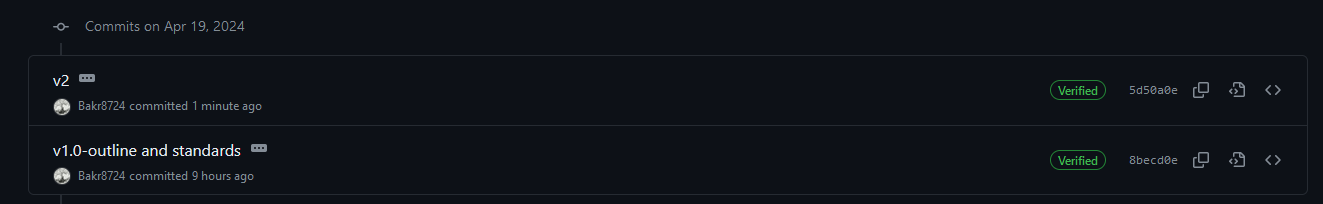 Commits on Apr 19, 2024
v2
Verified 5d50a0e
Bakr8724 committed 1 minute ago
v1.0-outline and standards
Verified 8becd0e
Bakr8724 committed 9 hours ago